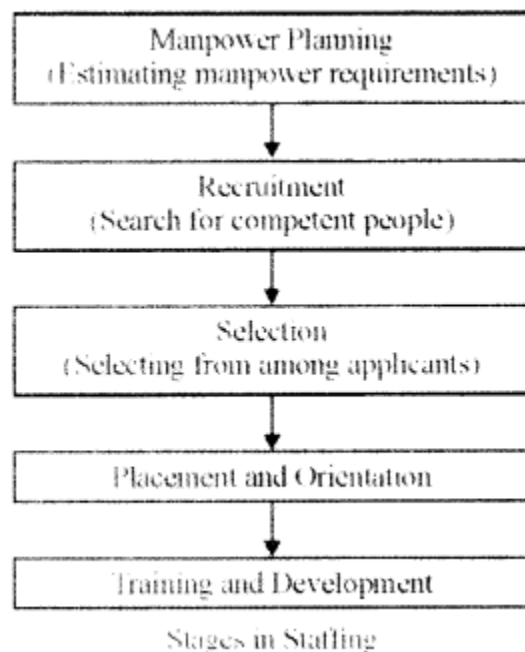 Manpower Planning
(Estimating manpower requirements)
Recruitment
(Search for competent people)
Selection
(Selecting from among applicants)
Placement and Orientation
Training and Development
Stages in Staffing